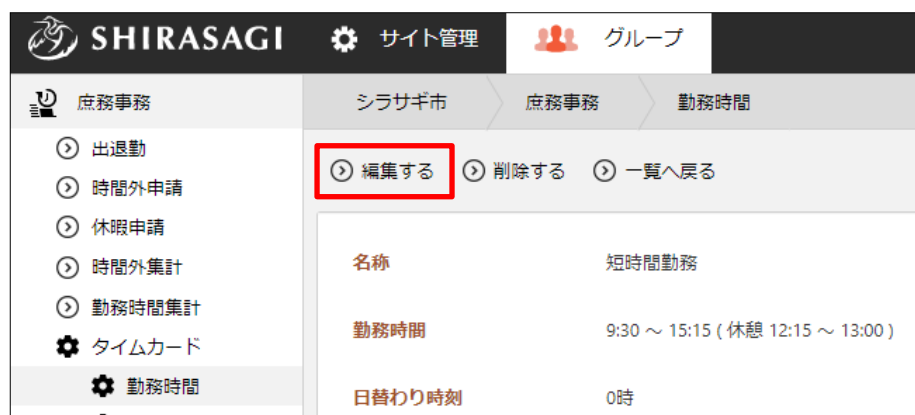 SHIRASAGI サイト管理 グループ
庶務事務
シラサギ市 庶務事務 勤務時間
出退勤
時間外申請
休暇申請
時間外集計
勤務時間集計
タイムカード
勤務時間
編集する 削除する 一覧へ戻る
名称 短時間勤務
勤務時間 9:30 ～ 15:15 ( 休憩 12:15 ～ 13:00 )
日替わり時刻 0時